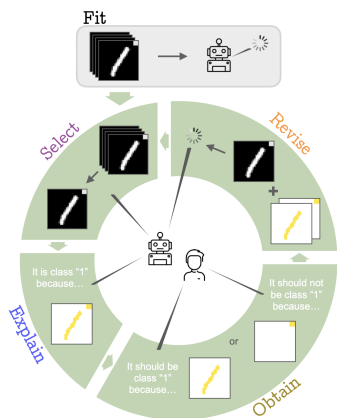 Fit
Select
Revise
It is class "1"
because...
Explain
It should not
be class "1"
because...
or
It should be
class "1"
because...
Obtain